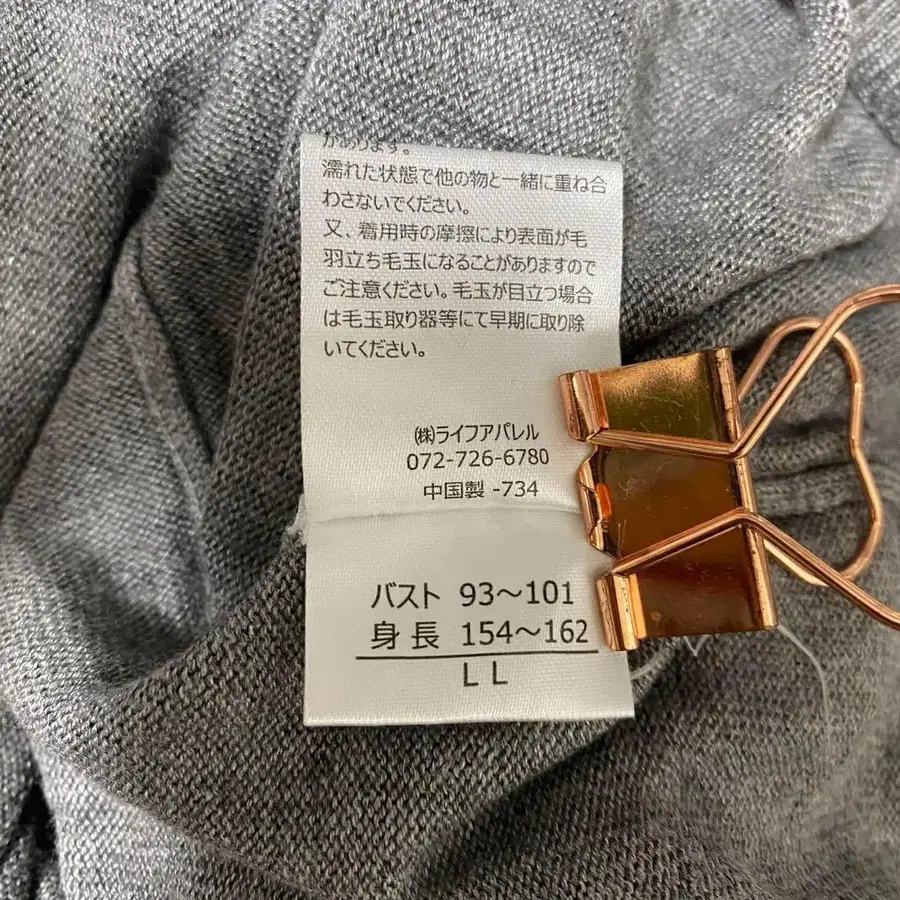 があります。
濡れた状態で他の物と一緒に重ね合
わさないでください。
又、着用時の摩擦により表面が毛
羽立ち毛玉になることがありますので
ご注意ください。毛玉が目立つ場合
は毛玉取り器等にて早期に取り除
いてください。
㈱ライフアパレル
072-726-6780
中国製 -734
バスト 93～101
身長 154～162
LL